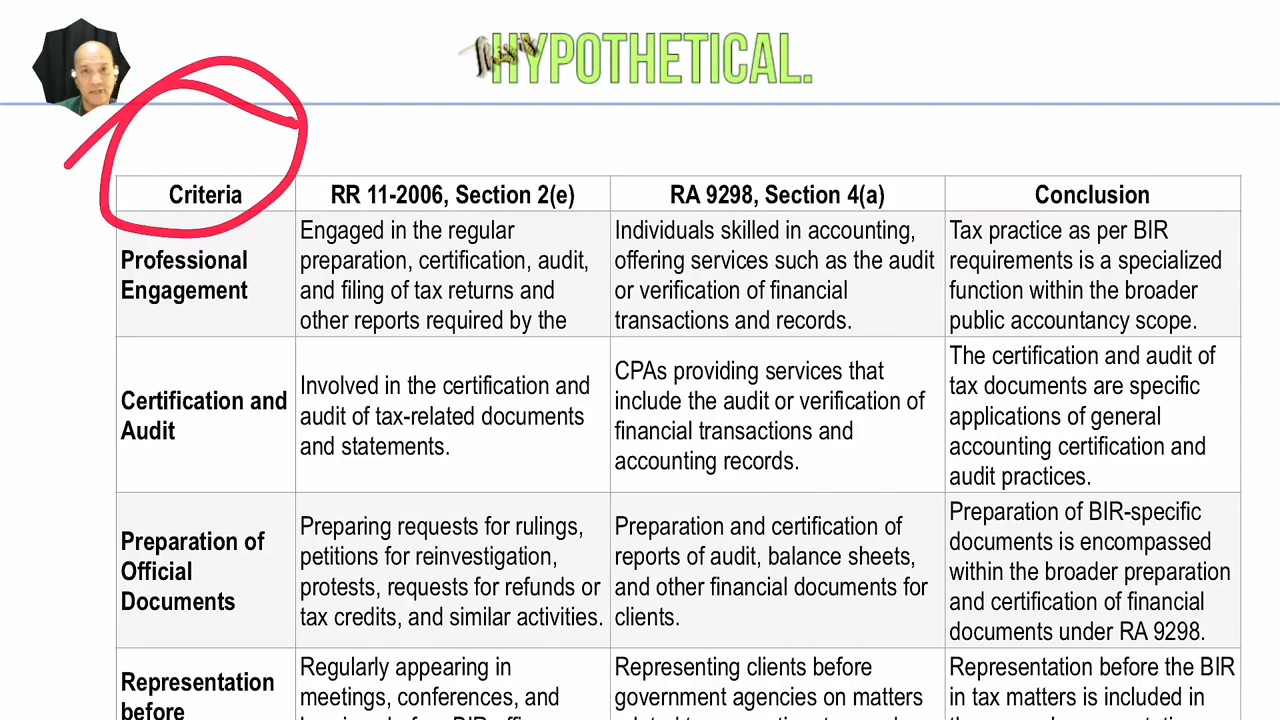 This is HYPOTHETICAL.
Criteria
RR 11-2006, Section 2(e)
RA 9298, Section 4(a)
Conclusion
Professional
Engagement
Engaged in the regular
preparation, certification, audit,
and filing of tax returns and
other reports required by the
Individuals skilled in accounting,
offering services such as the audit
or verification of financial
transactions and records.
Tax practice as per BIR
requirements is a specialized
function within the broader
public accountancy scope.
Certification and
Audit
Involved in the certification and
audit of tax-related documents
and statements.
CPAs providing services that
include the audit or verification of
financial transactions and
accounting records.
The certification and audit of
tax documents are specific
applications of general
accounting certification and
audit practices.
Preparation of
Official
Documents
Preparing requests for rulings,
petitions for reinvestigation,
protests, requests for refunds or
tax credits, and similar activities.
Preparation and certification of
reports of audit, balance sheets,
and other financial documents for
clients.
Preparation of BIR-specific
documents is encompassed
within the broader preparation
and certification of financial
documents under RA 9298.
Representation
before
Regularly appearing in
meetings, conferences, and
Representing clients before
government agencies on matters
Representation before the BIR
in tax matters is included in